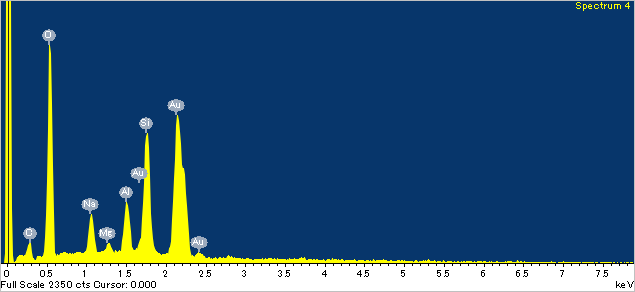 Spectrum 4
O
Au
Si
Au
Al
Na
C
Mg
Au
0 0.5 1 1.5 2 2.5 3 3.5 4 4.5 5 5.5 6 6.5 7 7.5
Full Scale 2350 cts Cursor: 0.000 keV